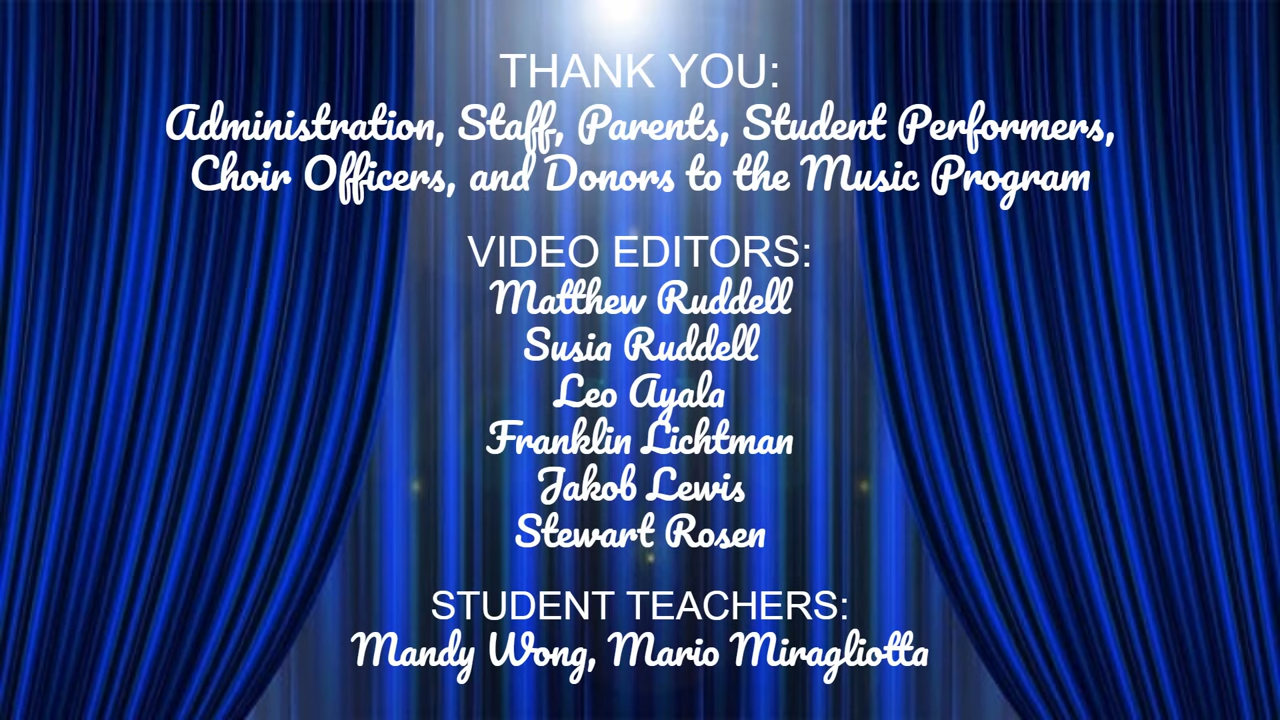 THANK YOU:
Administration, Staff, Parents, Student Performers,
Choir Officers, and Donors to the Music Program
VIDEO EDITORS:
Matthew Ruddell
Susia Ruddell
Leo Ayala
Franklin Lichtman
Jakob Lewis
Stewart Rosen
STUDENT TEACHERS:
Mandy Wong, Mario Miragliotta